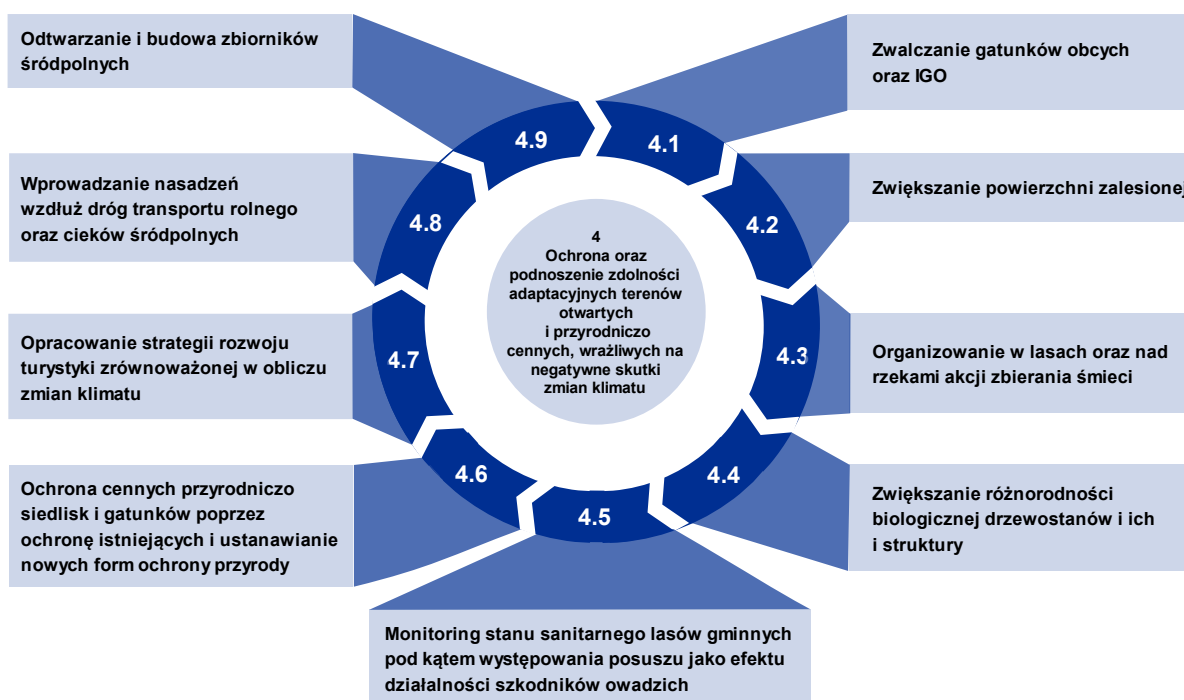 4
Ochrona oraz
podnoszenie zdolności
adaptacyjnych terenów
otwartych
i przyrodniczo
cennych, wrażliwych na
negatywne skutki
zmian klimatu
4.1
Zwalczanie gatunków obcych
oraz IGO
4.2
Zwiększanie powierzchni zalesionej
4.3
Organizowanie w lasach oraz nad
rzekami akcji zbierania śmieci
4.4
Zwiększanie różnorodności
biologicznej drzewostanów i ich
i struktury
4.5
Monitoring stanu sanitarnego lasów gminnych
pod kątem występowania posuszu jako efektu
działalności szkodników owadzich
4.6
Ochrona cennych przyrodniczo
siedlisk i gatunków poprzez
ochronę istniejących i ustanawianie
nowych form ochrony przyrody
4.7
Opracowanie strategii rozwoju
turystyki zrównoważonej w obliczu
zmian klimatu
4.8
Wprowadzanie nasadzeń
wzdłuż dróg transportu rolnego
oraz cieków śródpolnych
4.9
Odtwarzanie i budowa zbiorników
śródpolnych